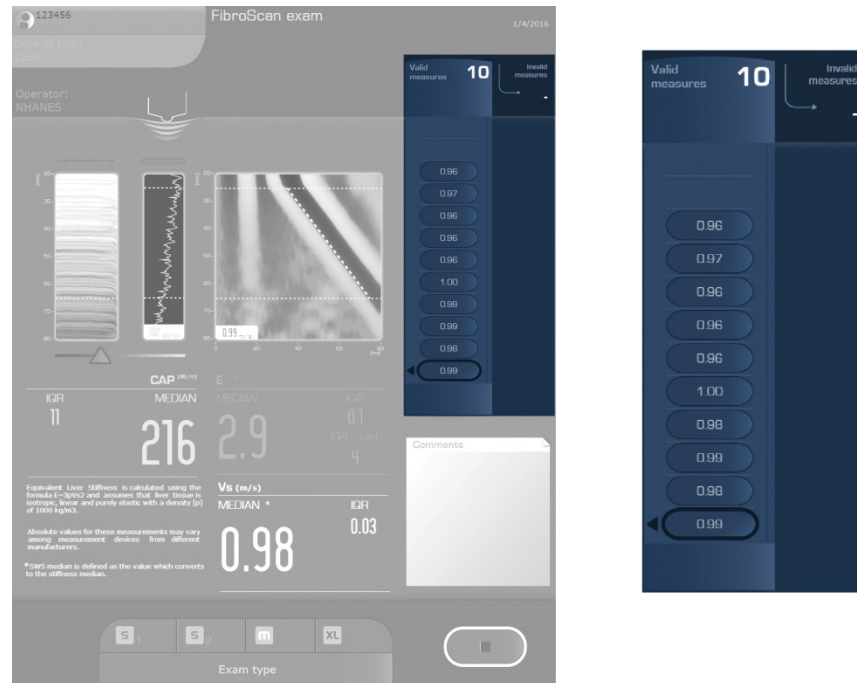 123456
FibroScan exam
1/4/2016
Date of birth:
Code:
Operator:
NHANES
Valid measures 10
Invalid measures -
0.96
0.97
0.96
0.96
0.96
1.00
0.98
0.99
0.98
0.99
0.99 m/s
CAP (dB/m)
IQR
11
MEDIAN
216
E
MEDIAN
2.9
IQR
0.1
4
Equivalent Liver Stiffness is calculated using the
formula E=3pVs2 and assumes that liver tissue is
isotropic, linear and purely elastic with a density [p]
of 1000 kg/m3.
Absolute values for these measurements may vary
among measurement devices from different
manufacturers.
*SWS median is defined as the value which converts
to the stiffness median.
Vs (m/s)
MEDIAN *
0.98
IQR
0.03
Comments
S 1
S 2
m
XL
Exam type
Valid
measures
10
Invalid
measures
-
0.96
0.97
0.96
0.96
0.96
1.00
0.98
0.99
0.98
0.99